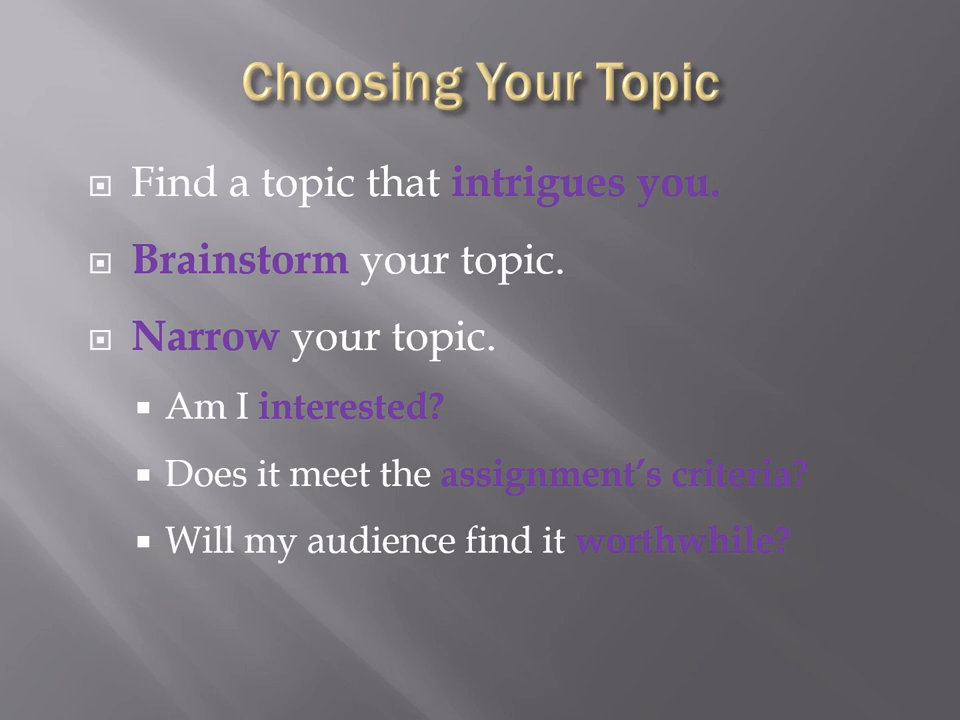 Choosing Your Topic
Find a topic that intrigues you.
Brainstorm your topic.
Narrow your topic.
Am I interested?
Does it meet the assignment’s criteria?
Will my audience find it worthwhile?